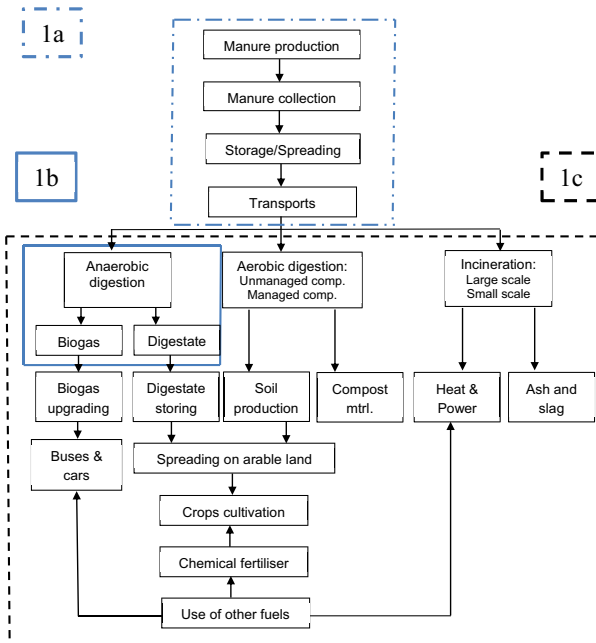 1a
Manure production
Manure collection
Storage/Spreading
1b
1c
Transports
Anaerobic
digestion
Aerobic digestion:
Unmanaged comp.
Managed comp.
Incineration:
Large scale
Small scale
Biogas
Digestate
Biogas
upgrading
Digestate
storing
Soil
production
Compost
mtrl.
Heat &
Power
Ash and
slag
Buses &
cars
Spreading on arable land
Crops cultivation
Chemical fertiliser
Use of other fuels